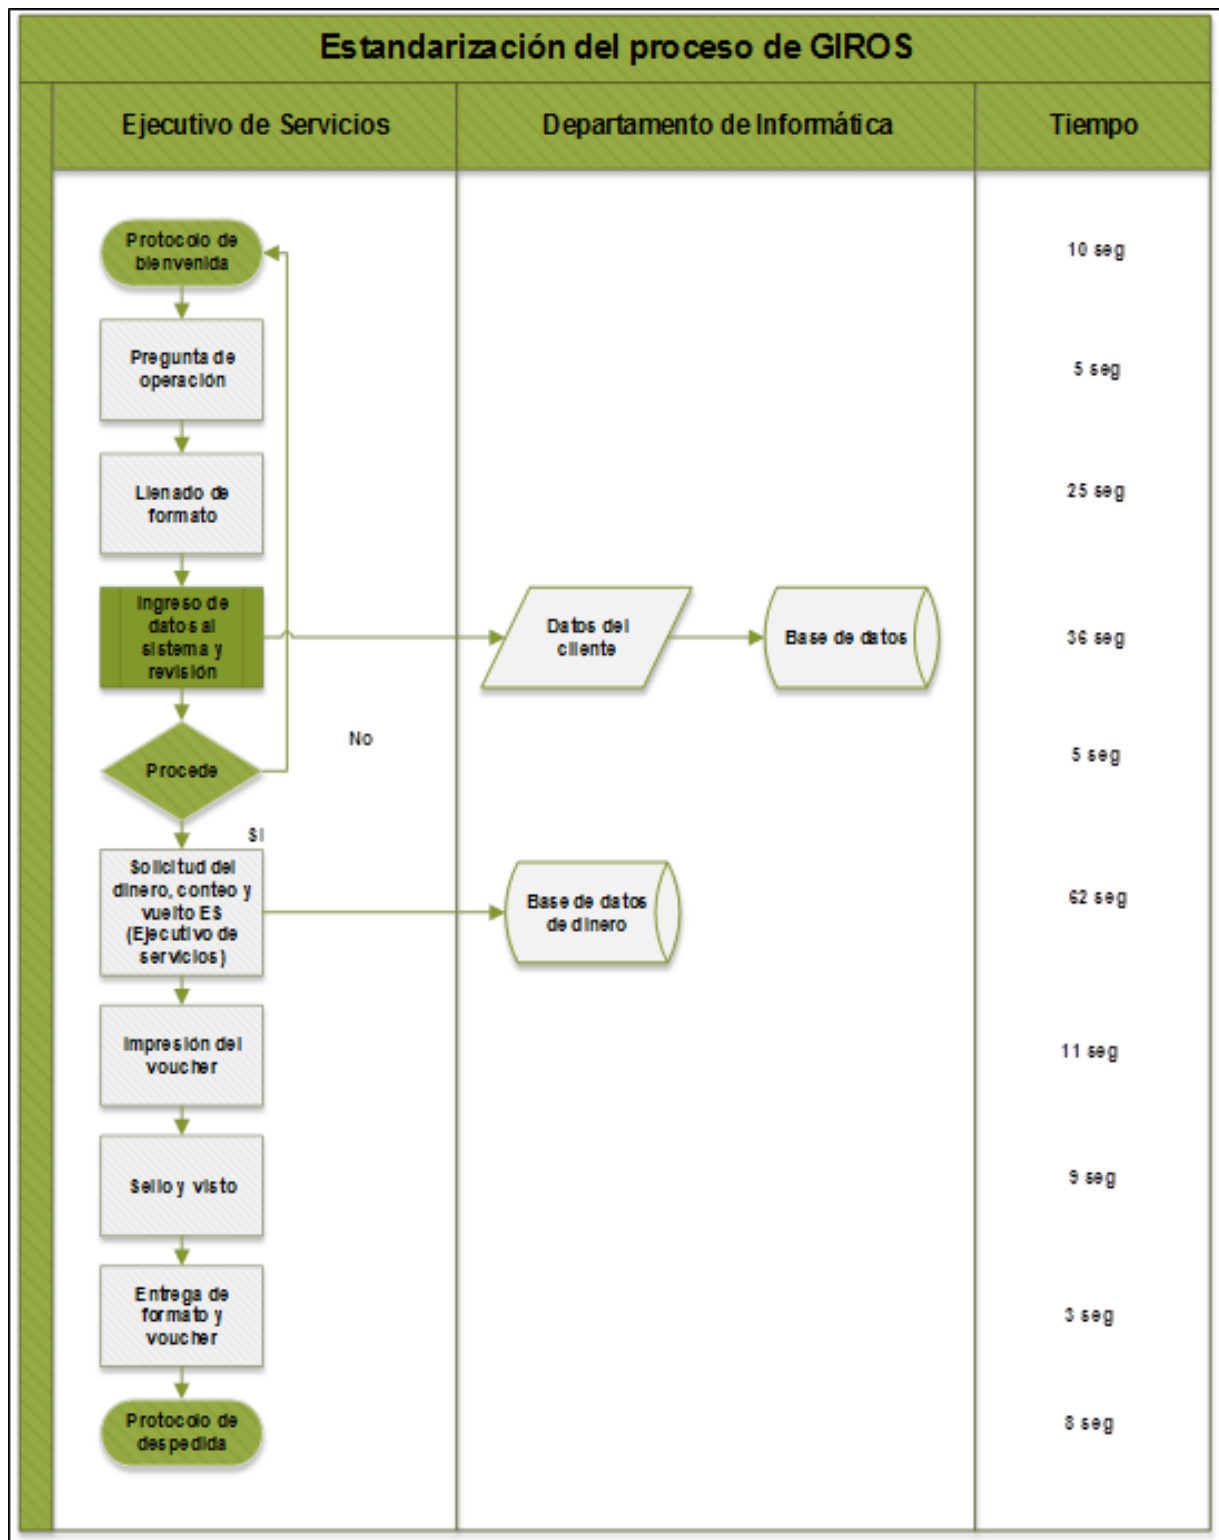 Estandarización del proceso de GIROS
Ejecutivo de Servicios
Departamento de Informática
Tiempo
Protocolo de
bienvenida
10 seg
Pregunta de
operación
5 seg
Llenado de
formato
25 seg
Ingreso de
datos al
sistema y
revisión
Datos del
cliente
Base de datos
36 seg
Procede
No
5 seg
SI
Solicitud del
dinero, conteo y
vuelto ES
(Ejecutivo de
servicios)
Base de datos
de dinero
62 seg
Impresión del
voucher
11 seg
Sello y visto
9 seg
Entrega de
formato y
voucher
3 seg
Protocolo de
despedida
8 seg